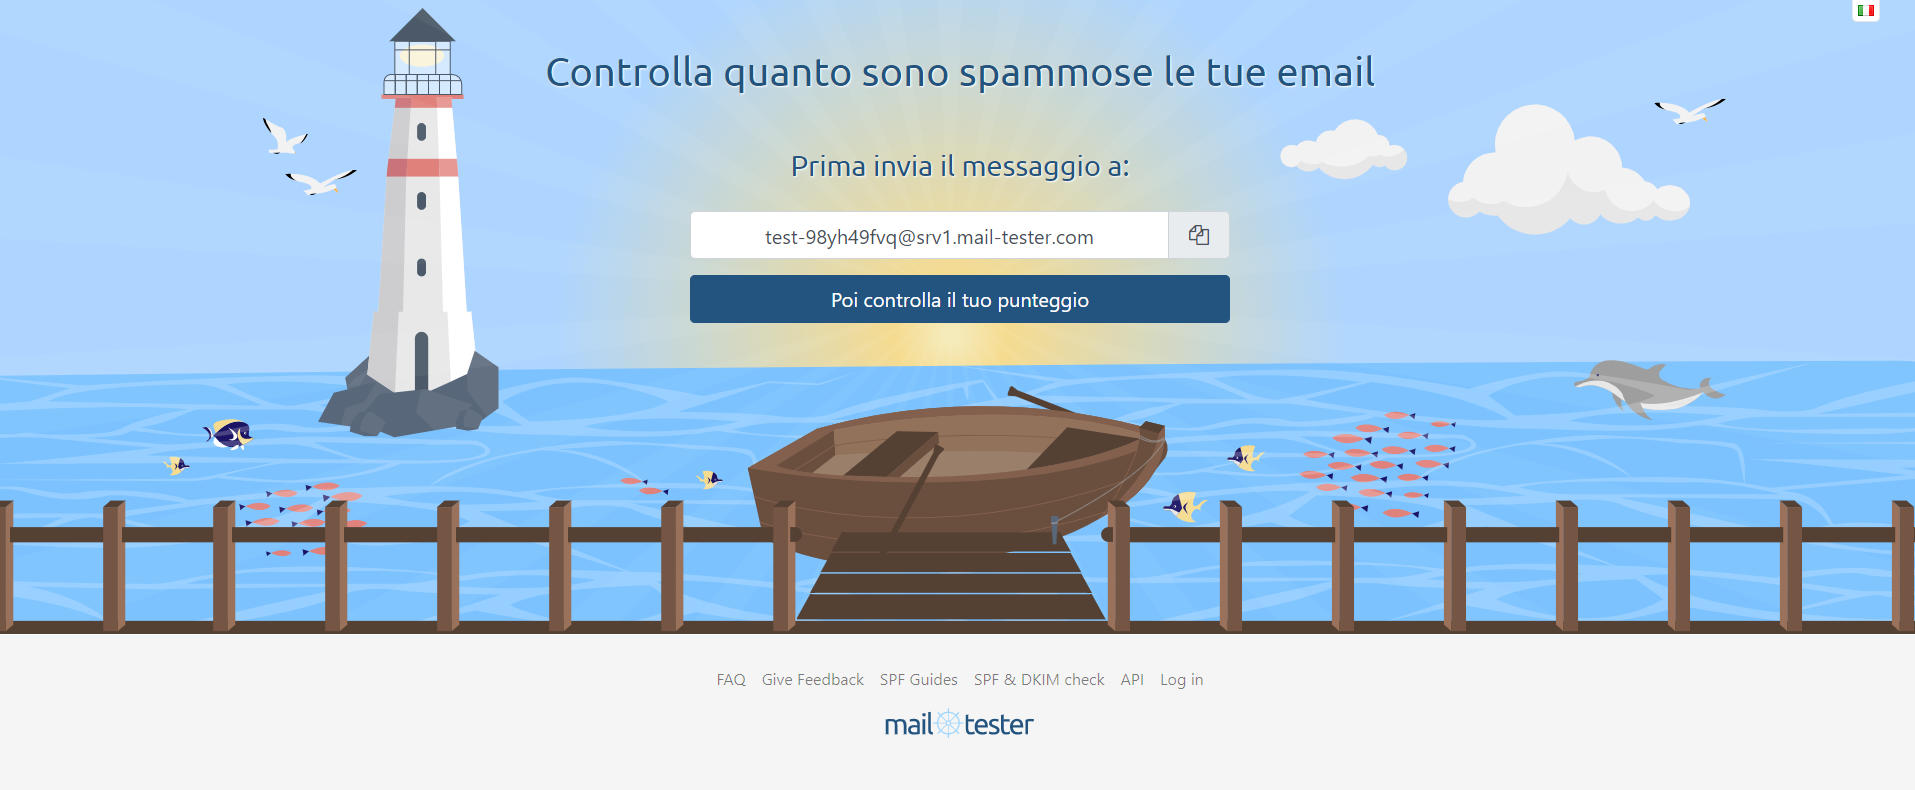 Controlla quanto sono spammose le tue email
Prima invia il messaggio a:
test-98yh49fvq@srv1.mail-tester.com
Poi controlla il tuo punteggio
FAQ Give Feedback SPF Guides SPF & DKIM check API Log in
mail tester